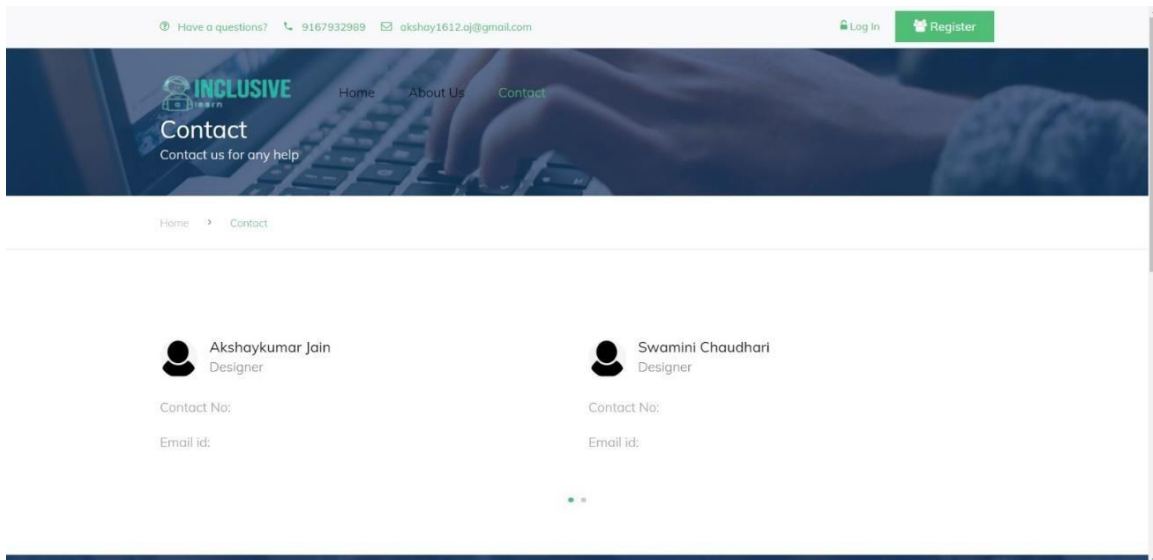 Have a questions? 9167932989 akshay1612.aj@gmail.com Log In Register
INCLUSIVE
learn
Home About Us Contact
Contact
Contact us for any help
Home > Contact
Akshaykumar Jain
Designer
Contact No:
Email id:
Swamini Chaudhari
Designer
Contact No:
Email id: